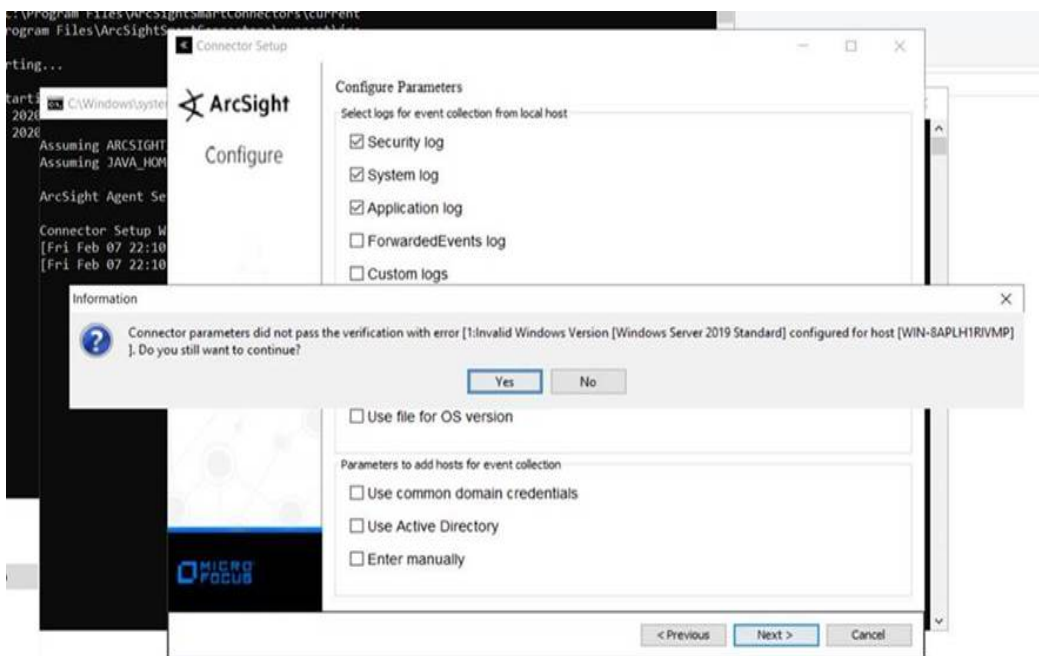 C:\Program Files\ArcSightSmartConnectors\current
rogram Files\ArcSightS
Connector Setup
rting...
tarti
C:\Windows\system
2020
2020
Assuming ARCSIGHT
Assuming JAVA_HOM
ArcSight Agent Se
Connector Setup W
[Fri Feb 07 22:10
[Fri Feb 07 22:10
ArcSight
Configure
Configure Parameters
Select logs for event collection from local host
Security log
System log
Application log
ForwardedEvents log
Custom logs
Information
Connector parameters did not pass the verification with error [1:Invalid Windows Version [Windows Server 2019 Standard] configured for host [WIN-8APLH1RIVMP]
]. Do you still want to continue?
Yes
No
Use file for OS version
Parameters to add hosts for event collection
Use common domain credentials
Use Active Directory
Enter manually
MICRO
FOCUS
< Previous
Next >
Cancel